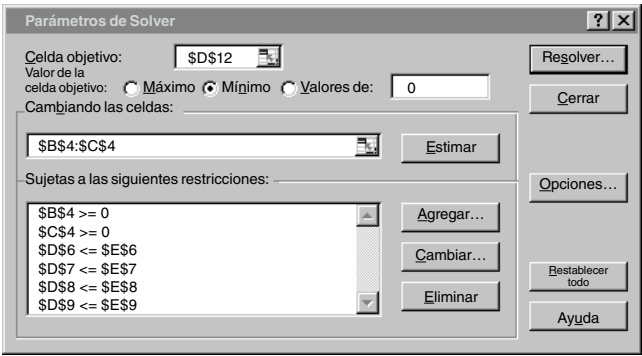 Parámetros de Solver
? X
Celda objetivo: $D$12 Resolver...
Valor de la
celda objetivo: Máximo Mínimo Valores de: 0
Cerrar
Cambiando las celdas:
$B$4:$C$4 Estimar
Sujetas a las siguientes restricciones: Opciones...
$B$4 >= 0 Agregar...
$C$4 >= 0
$D$6 <= $E$6 Cambiar...
$D$7 <= $E$7
$D$8 <= $E$8 Eliminar
$D$9 <= $E$9
Restablecer
todo
Ayuda